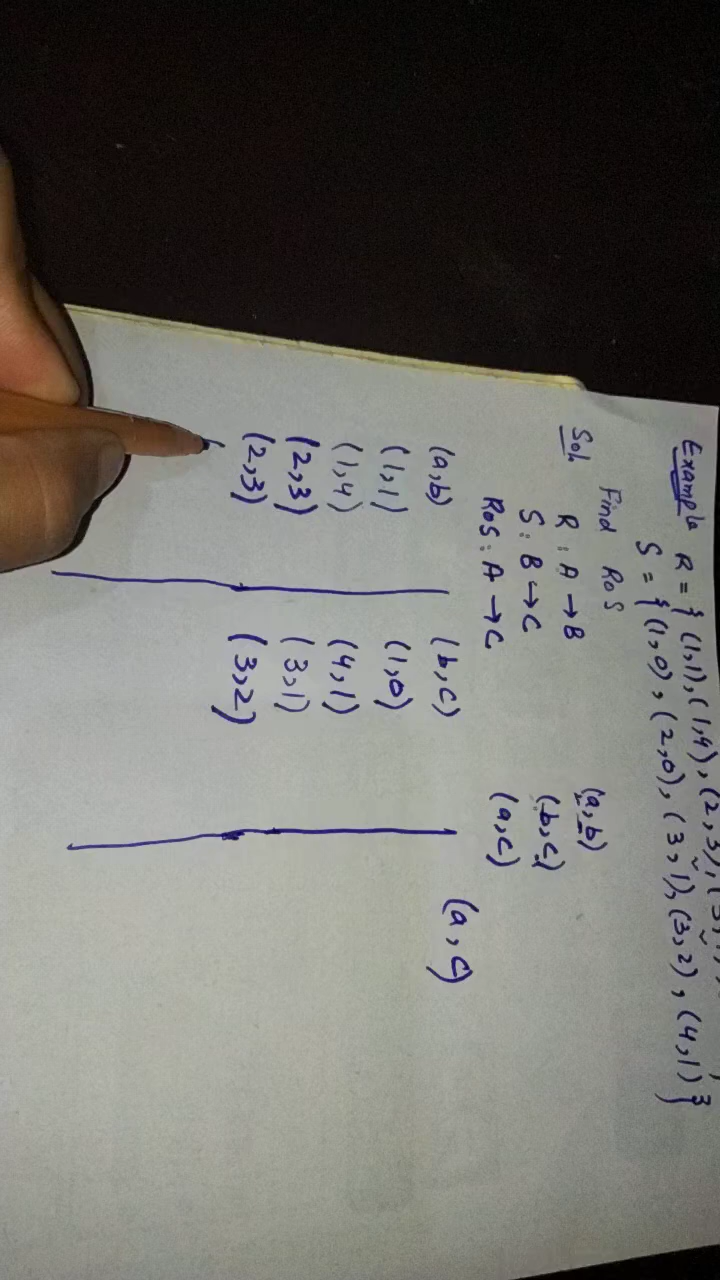 Example R = { (1,1), (1,4), (2,3), (3,
S = { (1,0), (2,0), (3,1), (3,2), (4,1) }
Find RoS
Sol R : A → B
S : B → C
RoS : A → C
(a,b)
(b,c)
(a,c)
(a,b) (b,c) (a,c)
(1,1) (1,0)
(1,4) (4,1)
(2,3) (3,1)
(2,3) (3,2)
(